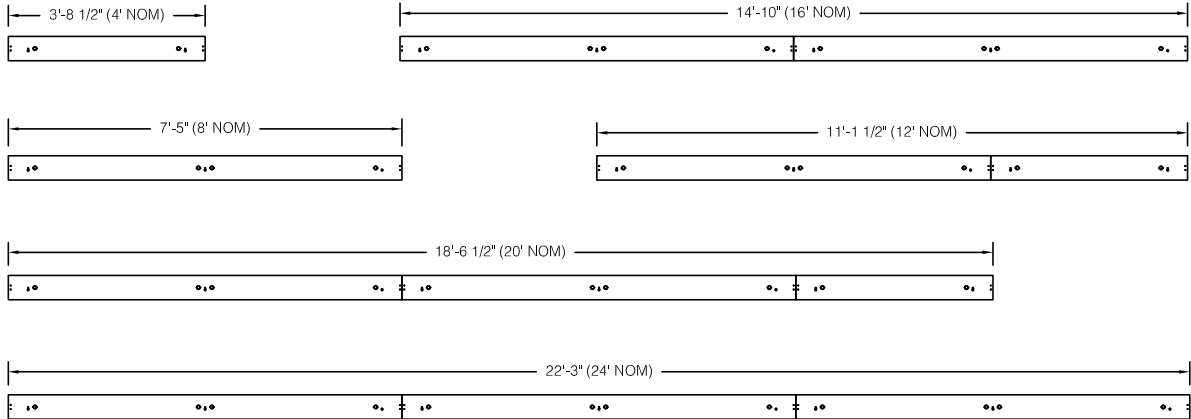 3'-8 1/2" (4' NOM)
14'-10" (16' NOM)
7'-5" (8' NOM)
11'-1 1/2" (12' NOM)
18'-6 1/2" (20' NOM)
22'-3" (24' NOM)